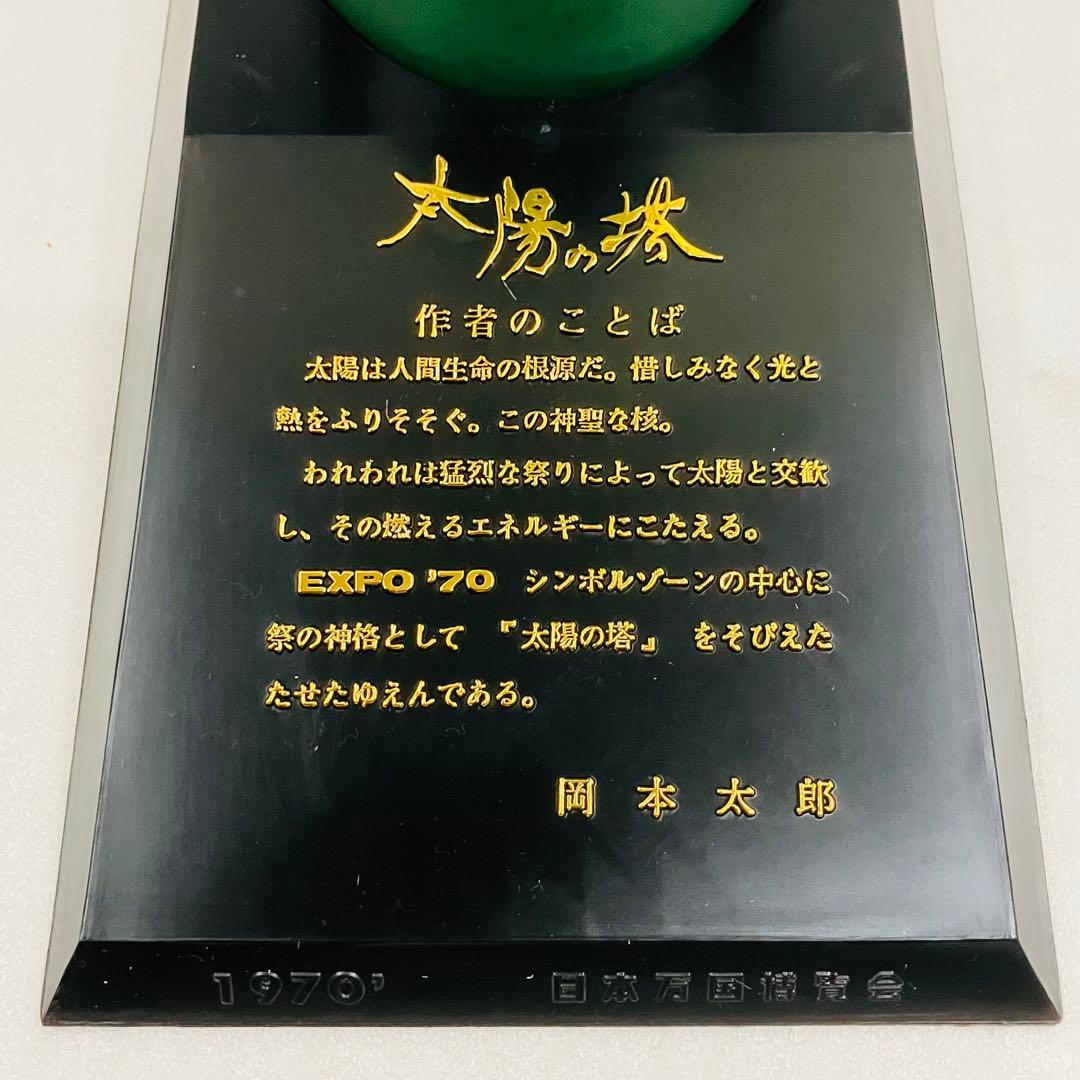 太陽の塔
作者のことば
太陽は人間生命の根源だ。惜しみなく光と
熱をふりそそぐ。この神聖な核。
われわれは猛烈な祭りによって太陽と交歓
し、その燃えるエネルギーにこたえる。
EXPO '70 シンボルゾーンの中心に
祭の神格として 『太陽の塔』 をそびえた
たせたゆえんである。
岡本太郎
1970' 日本万国博覧会